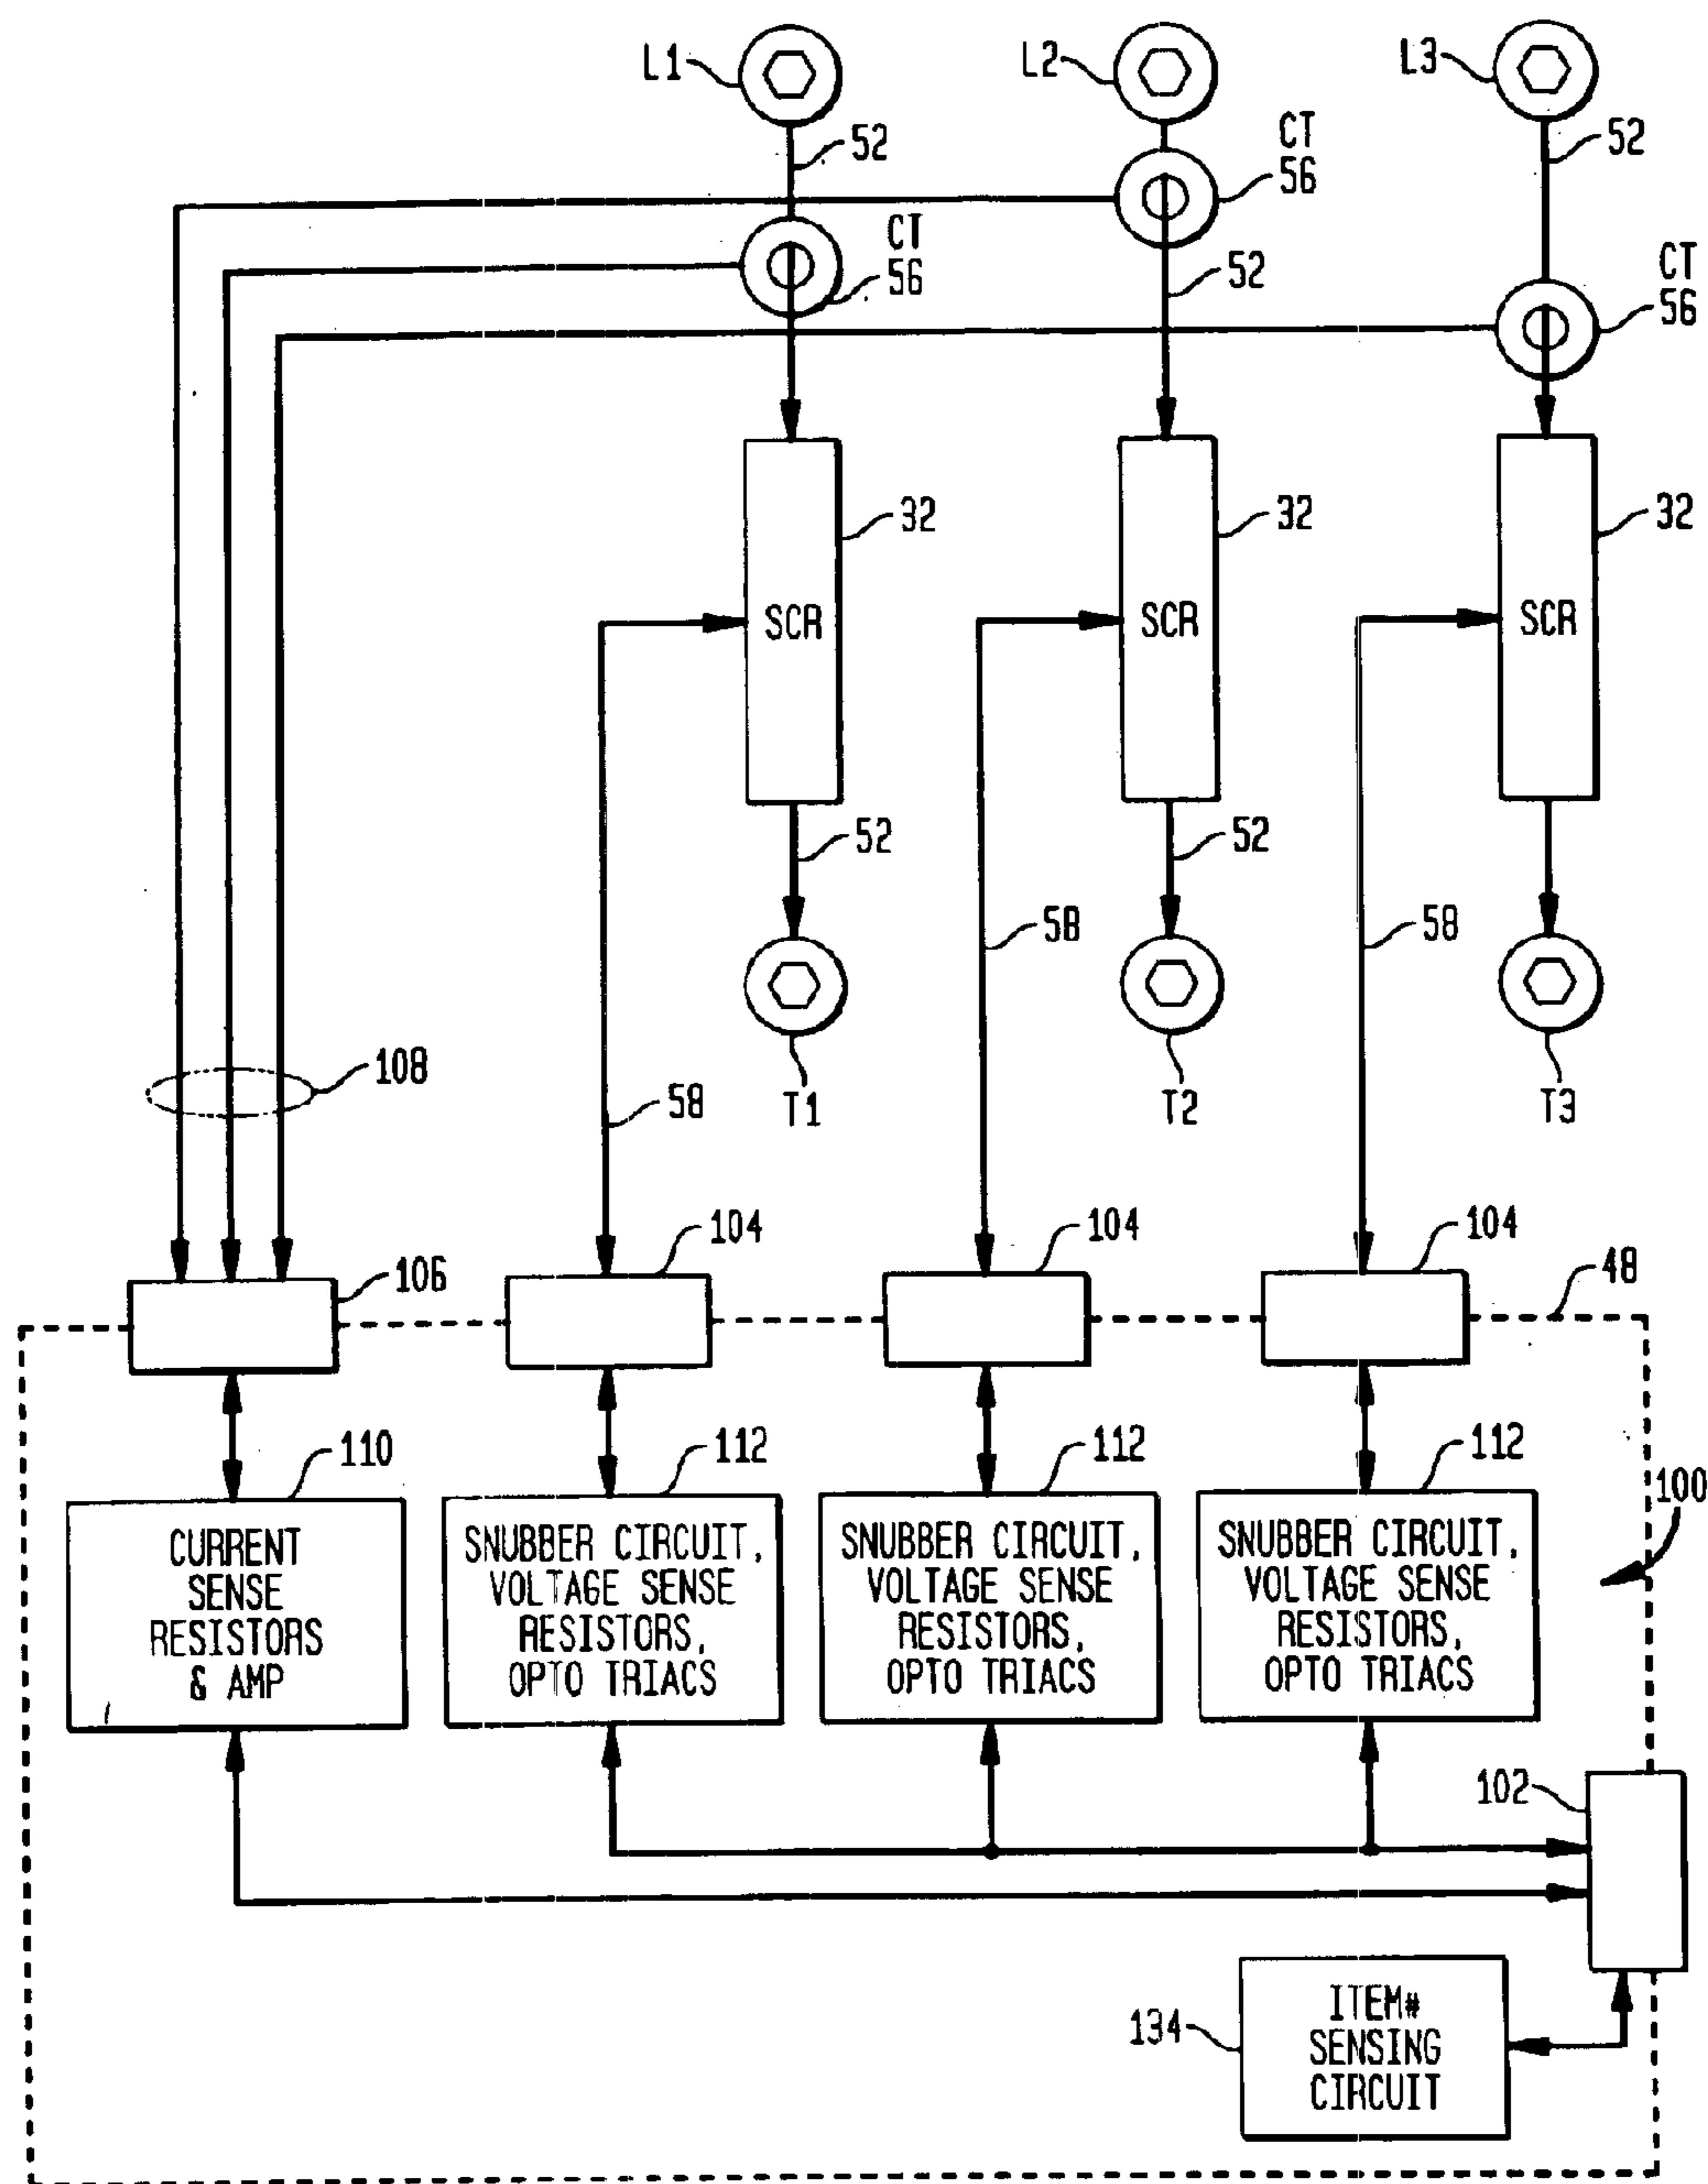 L1
L2
L3
52
CT
56
52
CT
56
52
CT
56
32
32
32
SCR
SCR
SCR
52
52
58
58
58
108
T1
T2
T3
104
104
104
106
48
110
112
112
112
100
CURRENT
SENSE
RESISTORS
& AMP
SNUBBER CIRCUIT,
VOLTAGE SENSE
RESISTORS,
OPTO TRIACS
SNUBBER CIRCUIT,
VOLTAGE SENSE
RESISTORS,
OPTO TRIACS
SNUBBER CIRCUIT,
VOLTAGE SENSE
RESISTORS,
OPTO TRIACS
102
134
ITEM#
SENSING
CIRCUIT